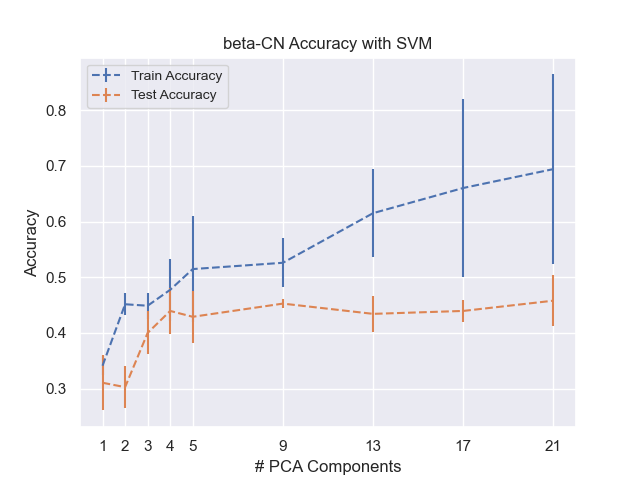 beta-CN Accuracy with SVM
Train Accuracy
Test Accuracy
0.8
0.7
0.6
0.5
0.4
0.3
Accuracy
1 2 3 4 5 9 13 17 21
# PCA Components